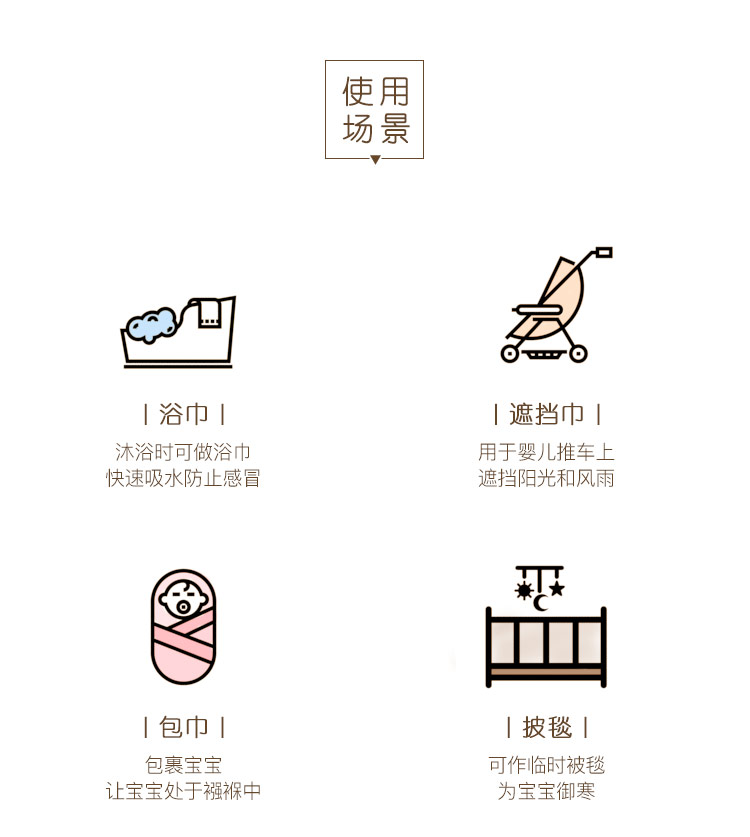 使用
场景
浴巾
沐浴时可做浴巾
快速吸水防止感冒
遮挡巾
用于婴儿推车上
遮挡阳光和风雨
包巾
包裹宝宝
让宝宝处于襁褓中
披毯
可作临时被毯
为宝宝御寒